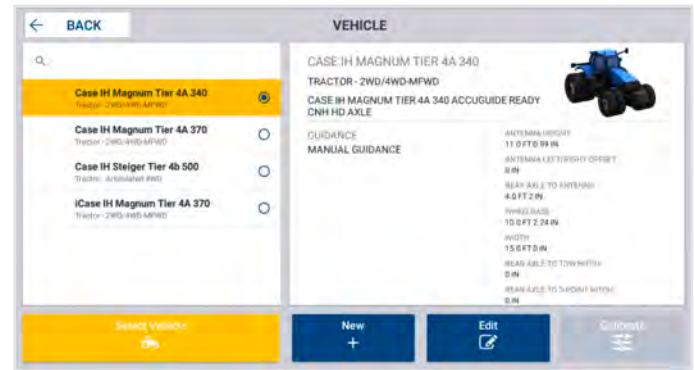 BACK
VEHICLE
Case IH Magnum Tier 4A 340
Tractor - 2WD/4WD-MFWD
Case IH Magnum Tier 4A 370
Tractor - 2WD/4WD-MFWD
Case IH Steiger Tier 4b 500
Tractor - Articulated 4WD
iCase IH Magnum Tier 4A 370
Tractor - 2WD/4WD-MFWD
Select Vehicle
CASE IH MAGNUM TIER 4A 340
TRACTOR - 2WD/4WD-MFWD
CASE IH MAGNUM TIER 4A 340 ACCUGUIDE READY
CNH HD AXLE
GUIDANCE
MANUAL GUIDANCE
ANTENNA HEIGHT
11.0 FT 0.99 IN
ANTENNA LEFT/RIGHT OFFSET
0 IN
REAR AXLE TO ANTENNA
4.0 FT 2 IN
WHEEL BASE
10.0 FT 2.24 IN
WIDTH
15.0 FT 0 IN
REAR AXLE TO TOW HITCH
0 IN
REAR AXLE TO 3-POINT HITCH
0 IN
New
Edit
Calibrate